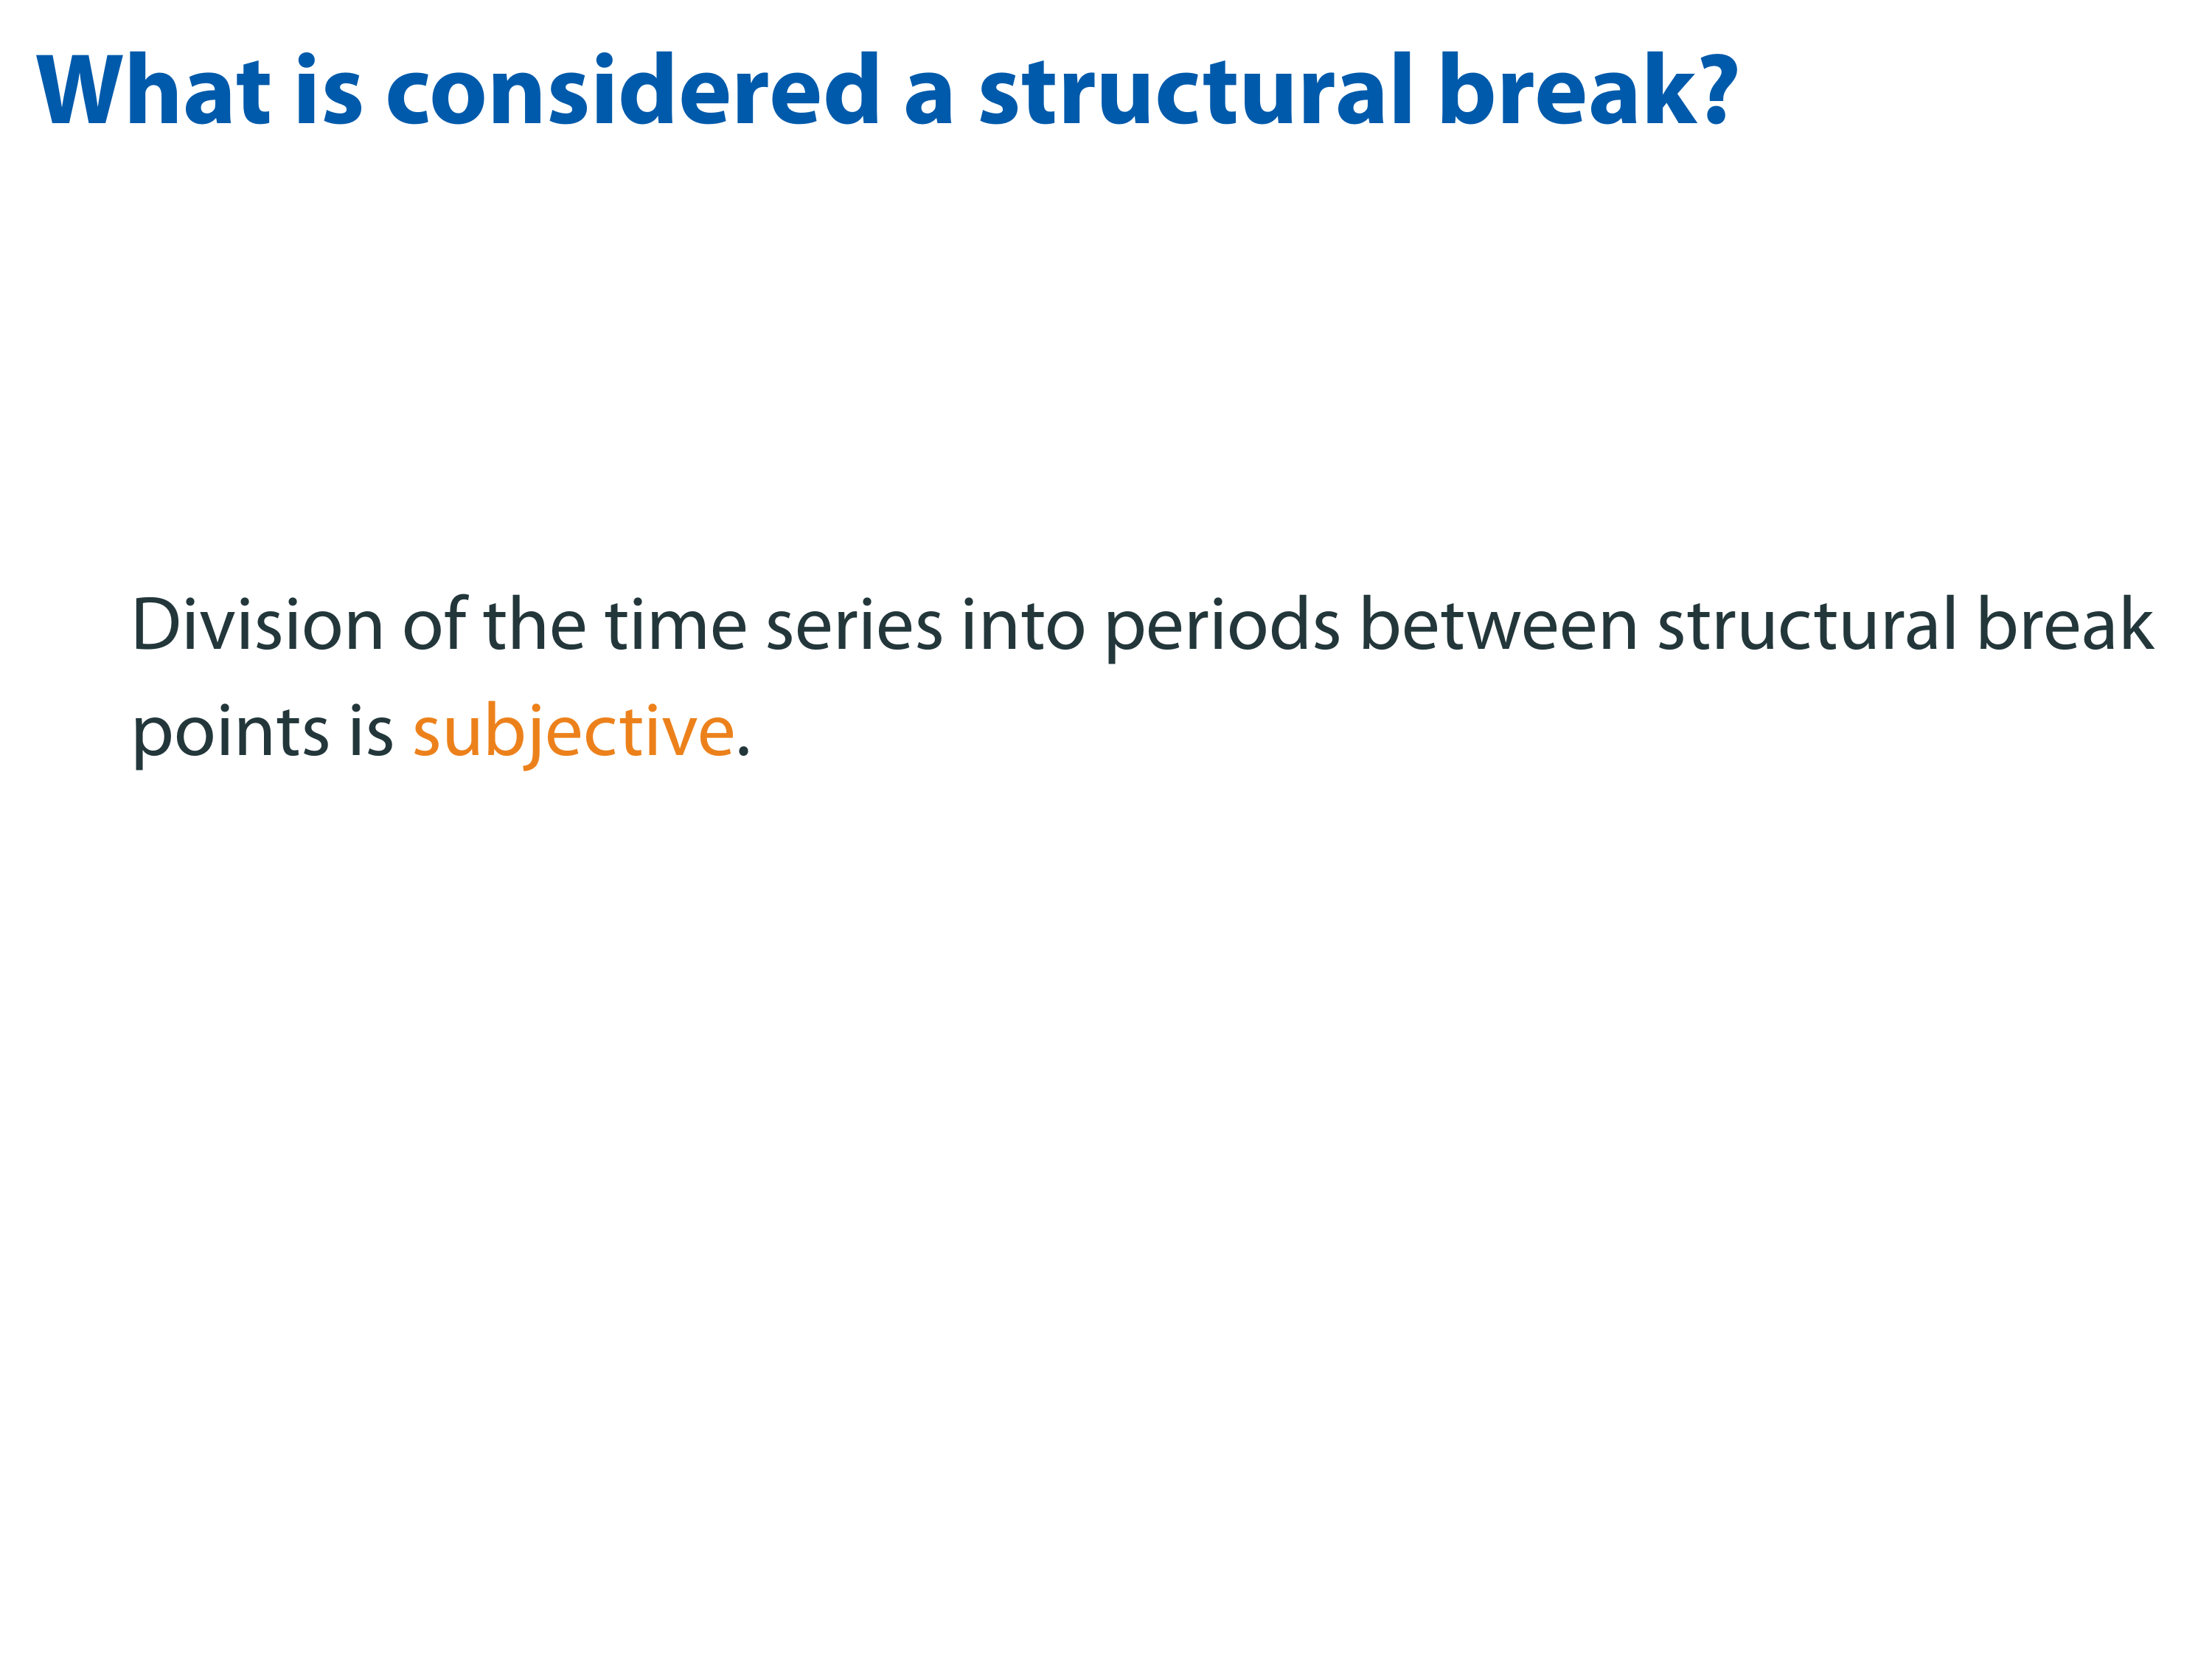 What is considered a structural break?
Division of the time series into periods between structural break
points is subjective.